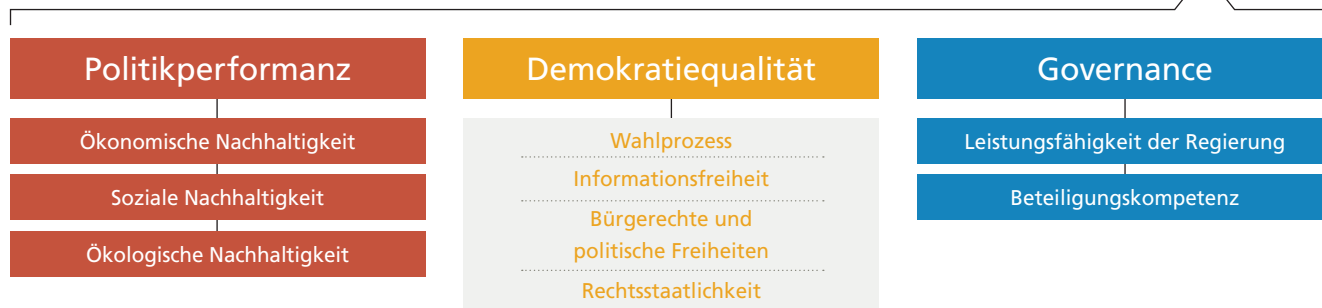 Politikperformanz
Ökonomische Nachhaltigkeit
Soziale Nachhaltigkeit
Ökologische Nachhaltigkeit
Demokratiequalität
Wahlprozess
Informationsfreiheit
Bürgerechte und
politische Freiheiten
Rechtsstaatlichkeit
Governance
Leistungsfähigkeit der Regierung
Beteiligungskompetenz